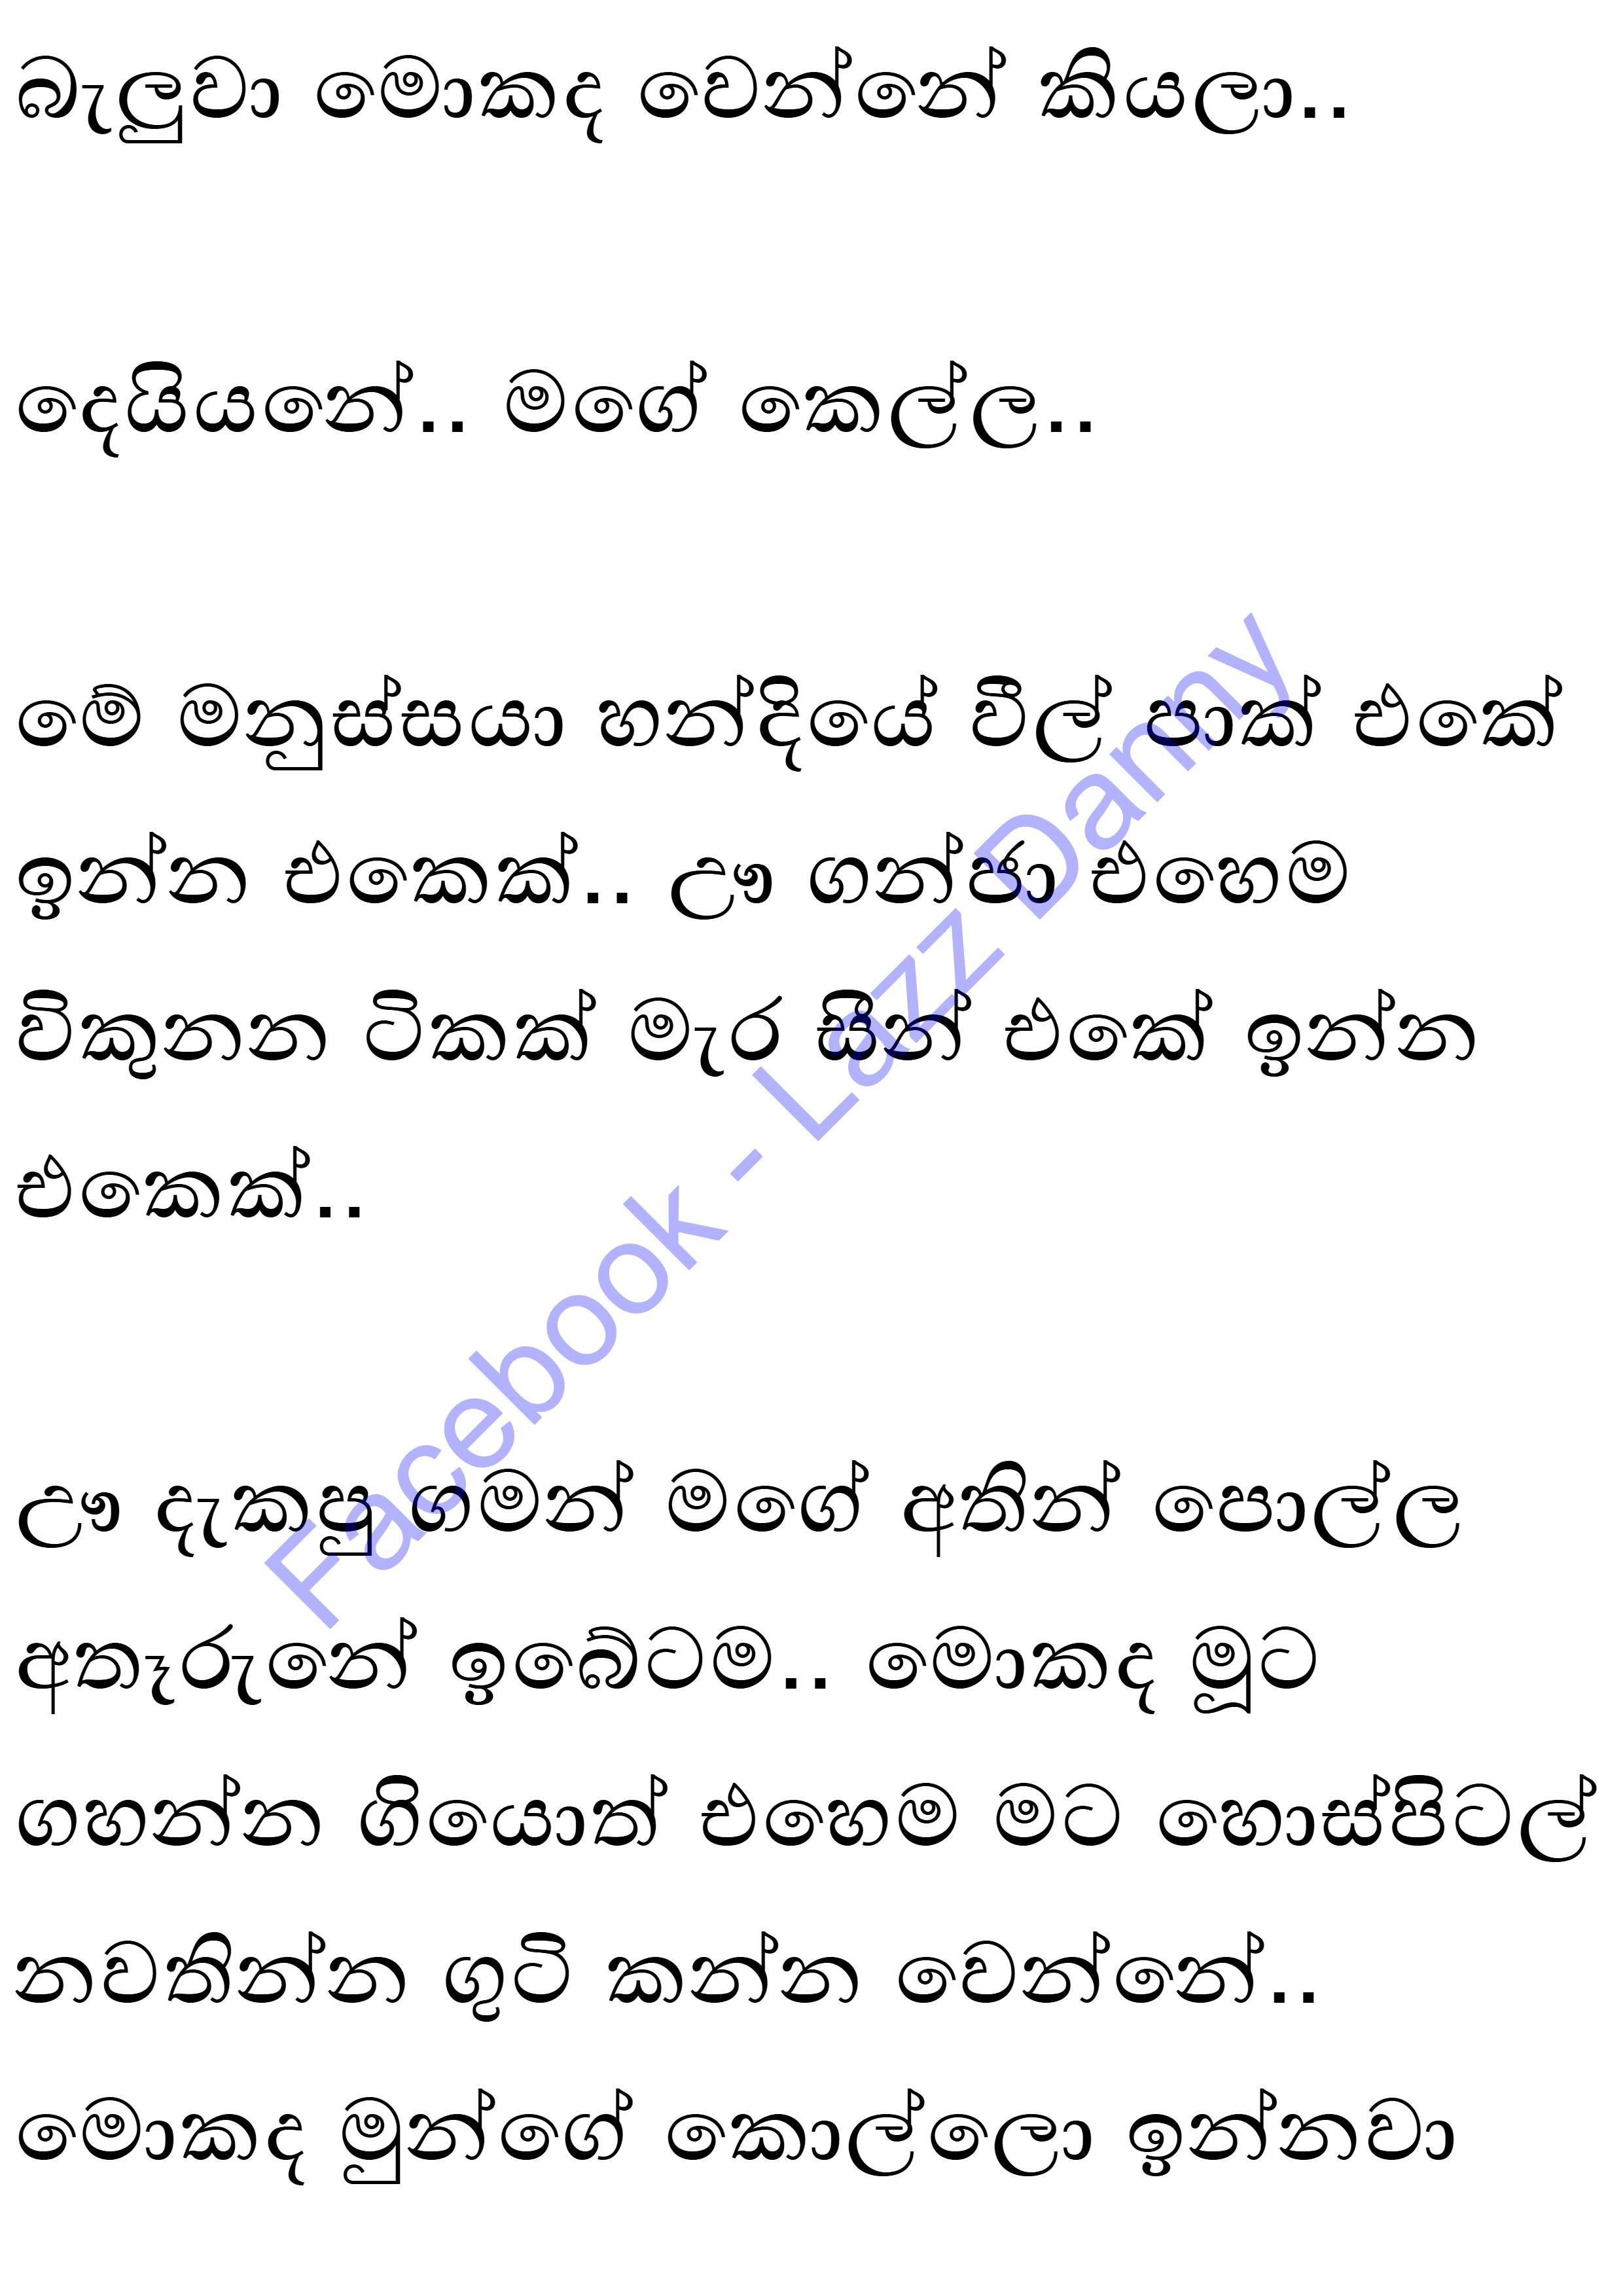 බැලුවා මොකද වෙන්නේ කියලා..
දෙයියනේ.. මගේ කෙල්ල..
මේ මනුස්සයා හන්දියේ වීල් පාක් එකේ
ඉන්න එකෙක්.. ඌ ගන්ජා එහෙම
විකුනන ටිකක් මැර සීන් එකේ ඉන්න
එකෙක්..
ඌ දැකපු ගමන් මගේ අතින් පොල්ල
අතෑරුනේ ඉබේටම.. මොකද මූට
ගහන්න ගියොත් එහෙම මට හොස්පිටල්
නවතින්න ගුටි කන්න වෙන්නේ..
මොකද මුන්ගේ කොල්ලො ඉන්නවා
Facebook - Lazz Danny